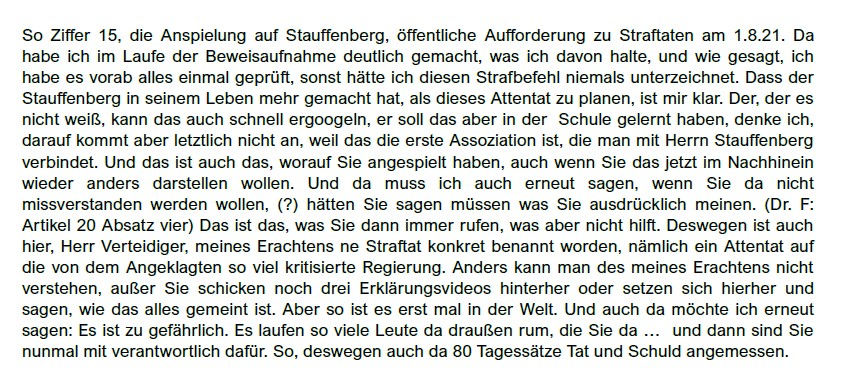 So Ziffer 15, die Anspielung auf Stauffenberg, öffentliche Aufforderung zu Straftaten am 1.8.21. Da
habe ich im Laufe der Beweisaufnahme deutlich gemacht, was ich davon halte, und wie gesagt, ich
habe es vorab alles einmal geprüft, sonst hätte ich diesen Strafbefehl niemals unterzeichnet. Dass der
Stauffenberg in seinem Leben mehr gemacht hat, als dieses Attentat zu planen, ist mir klar. Der, der es
nicht weiß, kann das auch schnell ergoogeln, er soll das aber in der  Schule gelernt haben, denke ich,
darauf kommt aber letztlich nicht an, weil das die erste Assoziation ist, die man mit Herrn Stauffenberg
verbindet. Und das ist auch das, worauf Sie angespielt haben, auch wenn Sie das jetzt im Nachhinein
wieder anders darstellen wollen. Und da muss ich auch erneut sagen, wenn Sie da nicht
missverstanden werden wollen, (?) hätten Sie sagen müssen was Sie ausdrücklich meinen. (Dr. F:
Artikel 20 Absatz vier) Das ist das, was Sie dann immer rufen, was aber nicht hilft. Deswegen ist auch
hier, Herr Verteidiger, meines Erachtens ne Straftat konkret benannt worden, nämlich ein Attentat auf
die von dem Angeklagten so viel kritisierte Regierung. Anders kann man des meines Erachtens nicht
verstehen, außer Sie schicken noch drei Erklärungsvideos hinterher oder setzen sich hierher und
sagen, wie das alles gemeint ist. Aber so ist es erst mal in der Welt. Und auch da möchte ich erneut
sagen: Es ist zu gefährlich. Es laufen so viele Leute da draußen rum, die Sie da …  und dann sind Sie
nunmal mit verantwortlich dafür. So, deswegen auch da 80 Tagessätze Tat und Schuld angemessen.